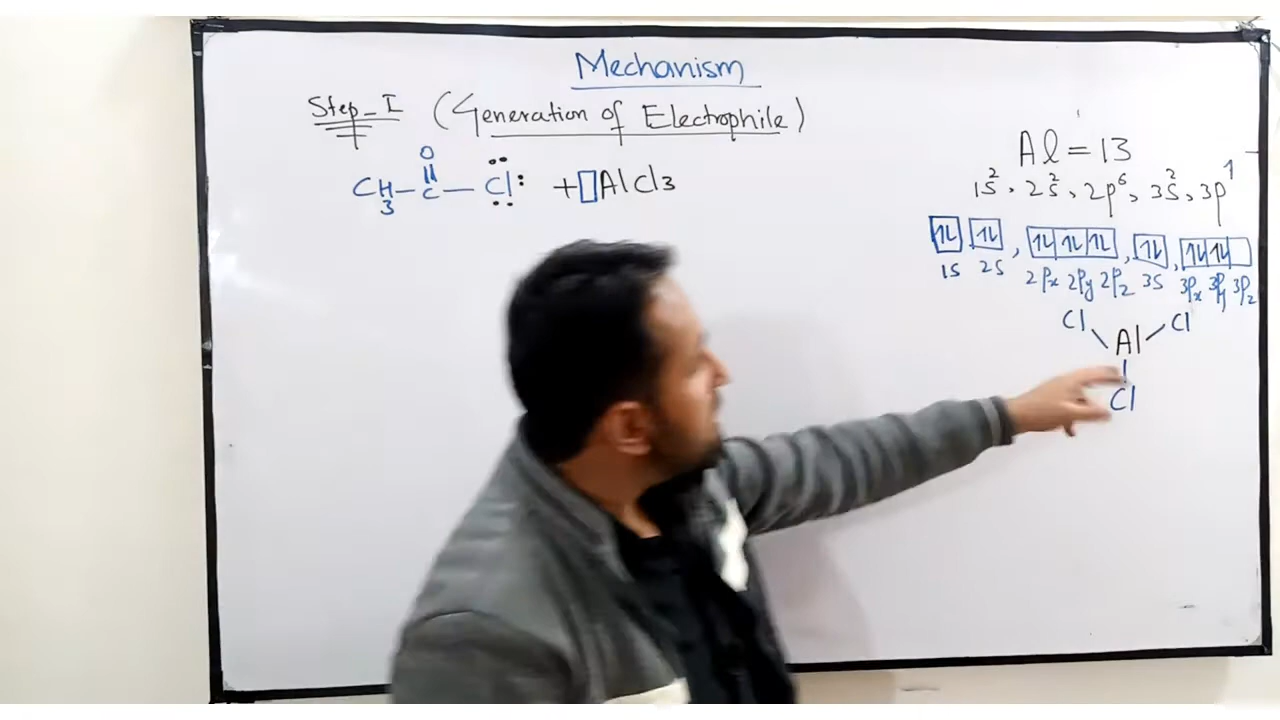 Mechanism
Step-I (Generation of Electrophile)
CH3-C(=O)-Cl: + AlCl3
Al = 13
1s², 2s², 2p⁶, 3s², 3p¹
1s 2s 2px 2py 2pz 3s 3px 3py 3pz
Cl Al Cl
Cl